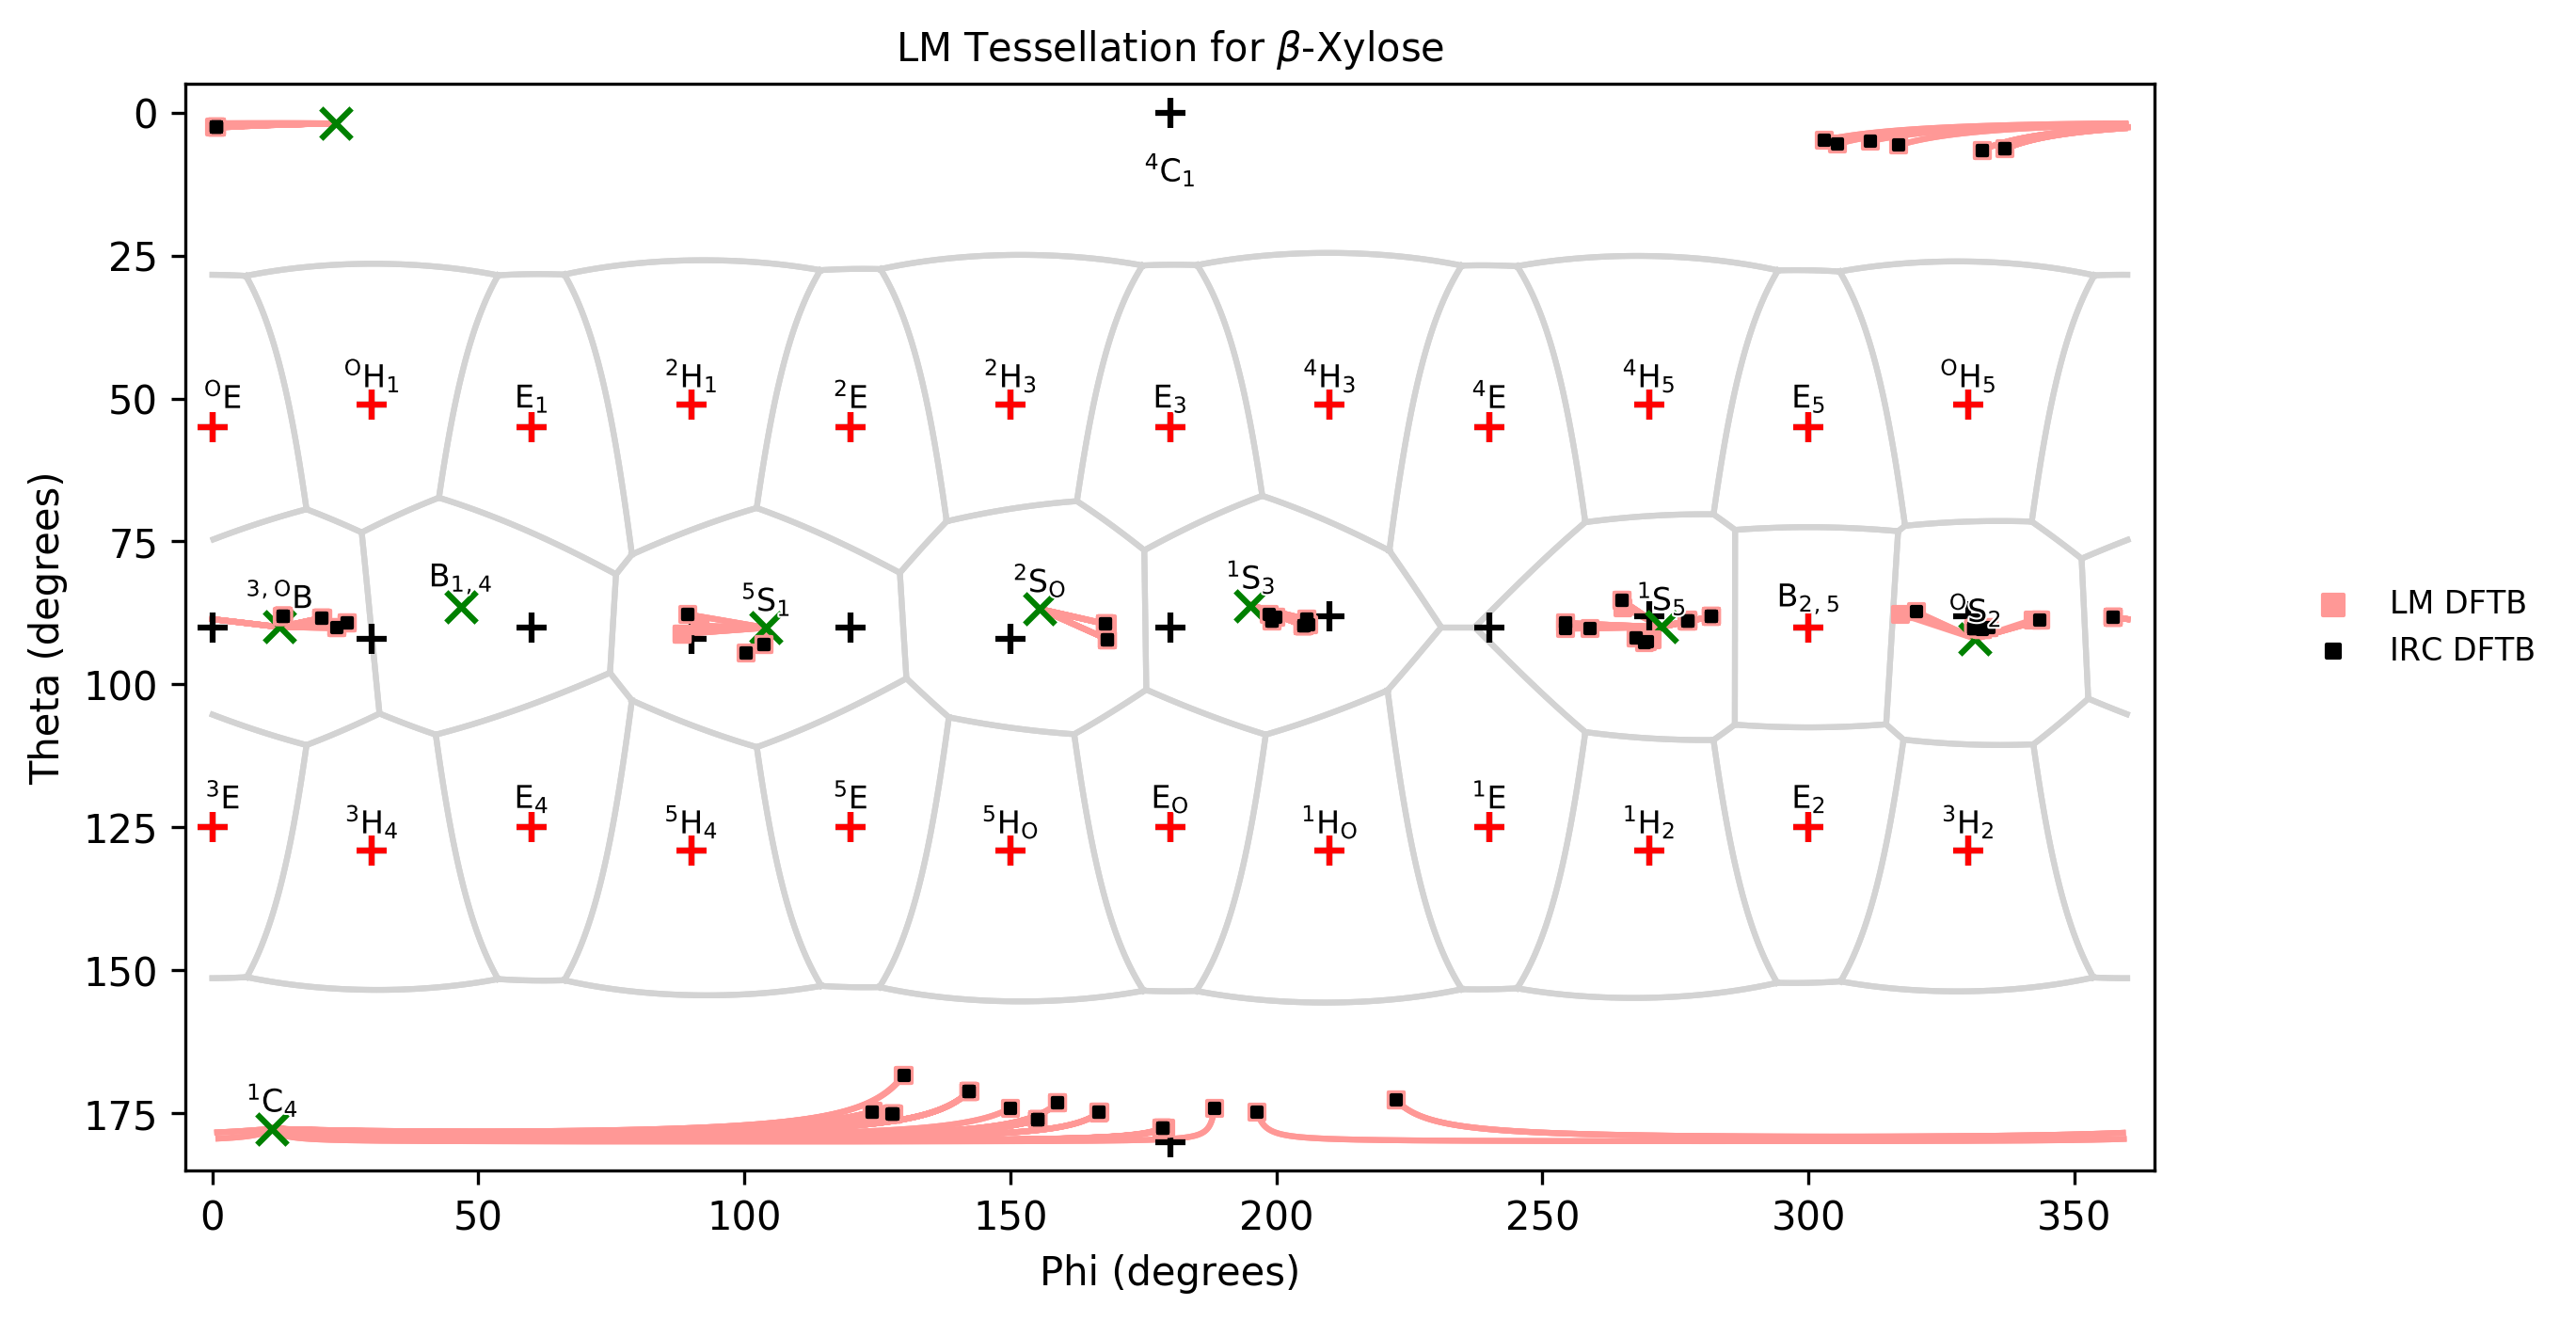 LM Tessellation for β-Xylose
0
⁴C₁
25
ᴼH₁ ²H₁ ²H₃ ⁴H₃ ⁴H₅ ᴼH₅
50
ᴼE E₁ ²E E₃ ⁴E E₅
75
³,ᴼB B₁,₄ ⁵S₁ ²Sₒ ¹S₃ ¹S₅ B₂,₅ ᴼS₂
LM DFTB
IRC DFTB
100
³E E₄ ⁵E Eₒ ¹E E₂
125
³H₄ ⁵H₄ ⁵Hₒ ¹Hₒ ¹H₂ ³H₂
150
¹C₄
175
0 50 100 150 200 250 300 350
Phi (degrees)
Theta (degrees)